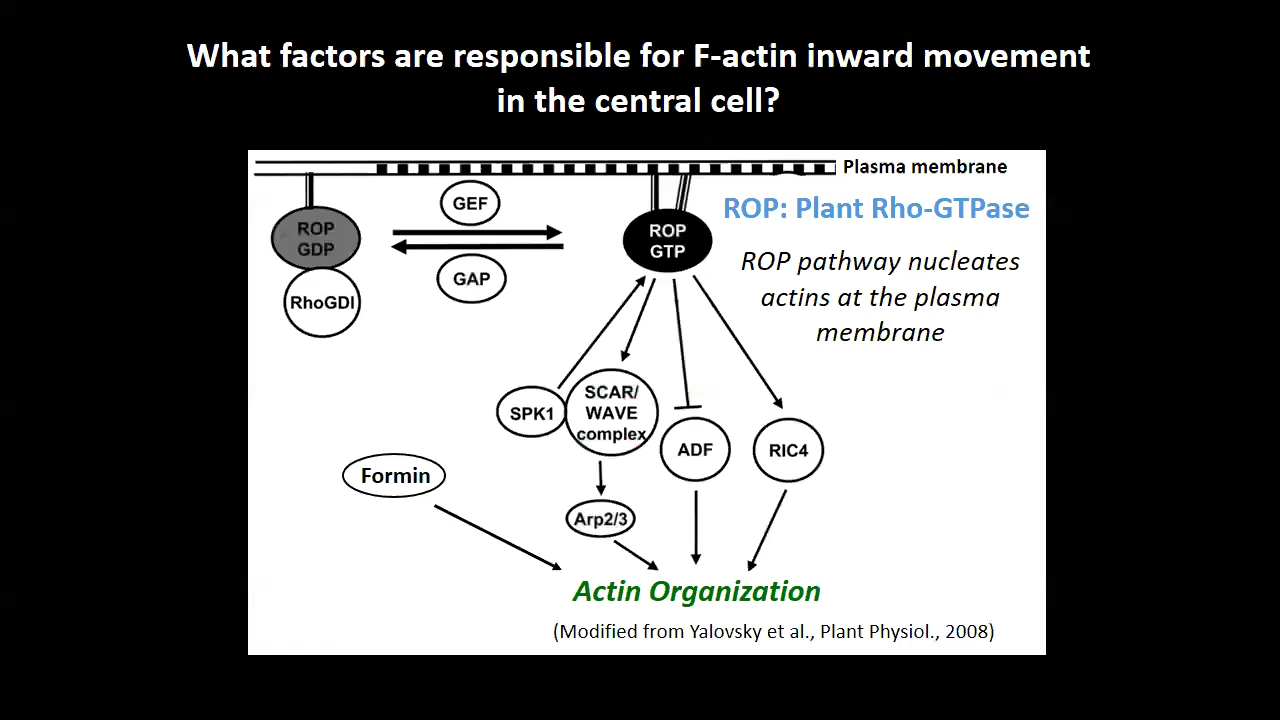 What factors are responsible for F-actin inward movement
in the central cell?
Plasma membrane
GEF
ROP
GDP
ROP
GTP
ROP: Plant Rho-GTPase
GAP
RhoGDI
ROP pathway nucleates
actins at the plasma
membrane
SPK1
SCAR/
WAVE
complex
ADF
RIC4
Formin
Arp2/3
Actin Organization
(Modified from Yalovsky et al., Plant Physiol., 2008)